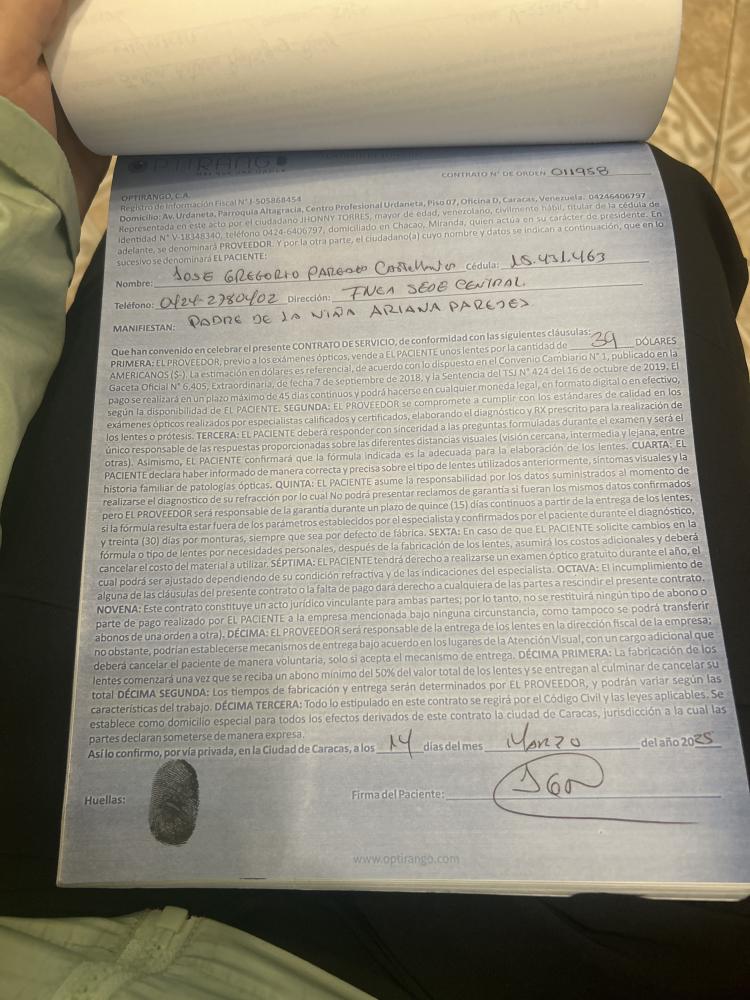 OPTIRANGO
CONTRATO N° DE ORDEN 011958
OPTIRANGO, C.A.
Registro de Información Fiscal N° J-505868454
Domicilio: Av. Urdaneta, Parroquia Altagracia, Centro Profesional Urdaneta, Piso 07, Oficina D, Caracas, Venezuela. 04246406797
Representada en este acto por el ciudadano JHONNY TORRES, mayor de edad, venezolano, civilmente hábil, titular de la cédula de
Identidad N° V-18348340, teléfono 0424-6406797, domiciliado en Chacao, Miranda, quien actua en su carácter de presidente. En
adelante, se denominará PROVEEDOR. Y por la otra parte, el ciudadano(a) cuyo nombre y datos se indican a continuación, que en lo
sucesivo se denominará EL PACIENTE:
Nombre: JOSE GREGORIO PAREDES Castellanos Cédula: 15.431.463
Teléfono: 0424-2780402 Dirección: SEDE CENTRAL
MANIFIESTAN: PADRE DE LA NIÑA ARIANA PAREDES
Que han convenido en celebrar el presente CONTRATO DE SERVICIO, de conformidad con las siguientes cláusulas:
PRIMERA: EL PROVEEDOR, previo a los exámenes ópticos, vende a EL PACIENTE unos lentes por la cantidad de 39 DÓLARES
AMERICANOS ($-). La estimación en dólares es referencial, de acuerdo con lo dispuesto en el Convenio Cambiario N° 1, publicado en la
Gaceta Oficial N° 6.405, Extraordinaria, de fecha 7 de septiembre de 2018, y la Sentencia del TSJ N° 424 del 16 de octubre de 2019. El
pago se realizará en un plazo máximo de 45 días continuos y podrá hacerse en cualquier moneda legal, en formato digital o en efectivo,
según la disponibilidad de EL PACIENTE. SEGUNDA: EL PROVEEDOR se compromete a cumplir con los estándares de calidad en los
exámenes ópticos realizados por especialistas calificados y certificados, elaborando el diagnóstico y RX prescrito para la realización de
los lentes o prótesis. TERCERA: EL PACIENTE deberá responder con sinceridad a las preguntas formuladas durante el examen y será el
único responsable de las respuestas proporcionadas sobre las diferentes distancias visuales (visión cercana, intermedia y lejana, entre
otras). Asimismo, EL PACIENTE confirmará que la fórmula indicada es la adecuada para la elaboración de los lentes. CUARTA: EL
PACIENTE declara haber informado de manera correcta y precisa sobre el tipo de lentes utilizados anteriormente, síntomas visuales y la
historia familiar de patologías ópticas. QUINTA: EL PACIENTE asume la responsabilidad por los datos suministrados al momento de
realizarse el diagnostico de su refracción por lo cual No podrá presentar reclamos de garantía si fueran los mismos datos confirmados
pero EL PROVEEDOR será responsable de la garantía durante un plazo de quince (15) días continuos a partir de la entrega de los lentes,
si la fórmula resulta estar fuera de los parámetros establecidos por el especialista y confirmados por el paciente durante el diagnóstico,
y treinta (30) días por monturas, siempre que sea por defecto de fábrica. SEXTA: En caso de que EL PACIENTE solicite cambios en la
fórmula o tipo de lentes por necesidades personales, después de la fabricación de los lentes, asumirá los costos adicionales y deberá
cancelar el costo del material a utilizar. SÉPTIMA: EL PACIENTE tendrá derecho a realizarse un examen óptico gratuito durante el año, el
cual podrá ser ajustado dependiendo de su condición refractiva y de las indicaciones del especialista. OCTAVA: El incumplimiento de
alguna de las cláusulas del presente contrato o la falta de pago dará derecho a cualquiera de las partes a rescindir el presente contrato.
NOVENA: Este contrato constituye un acto jurídico vinculante para ambas partes; por lo tanto, no se restituirá ningún tipo de abono o
parte de pago realizado por EL PACIENTE a la empresa mencionada bajo ninguna circunstancia, como tampoco se podrá transferir
abonos de una orden a otra). DÉCIMA: EL PROVEEDOR será responsable de la entrega de los lentes en la dirección fiscal de la empresa;
no obstante, podrían establecerse mecanismos de entrega bajo acuerdo en los lugares de la Atención Visual, con un cargo adicional que
deberá cancelar el paciente de manera voluntaria, solo si acepta el mecanismo de entrega. DÉCIMA PRIMERA: La fabricación de los
lentes comenzará una vez que se reciba un abono mínimo del 50% del valor total de los lentes y se entregan al culminar de cancelar su
total DÉCIMA SEGUNDA: Los tiempos de fabricación y entrega serán determinados por EL PROVEEDOR, y podrán variar según las
características del trabajo. DÉCIMA TERCERA: Todo lo estipulado en este contrato se regirá por el Código Civil y las leyes aplicables. Se
establece como domicilio especial para todos los efectos derivados de este contrato la ciudad de Caracas, jurisdicción a la cual las
partes declaran someterse de manera expresa.
Así lo confirmo, por vía privada, en la Ciudad de Caracas, a los 14 días del mes Marzo del año 2025
Huellas:
Firma del Paciente:
www.optirango.com